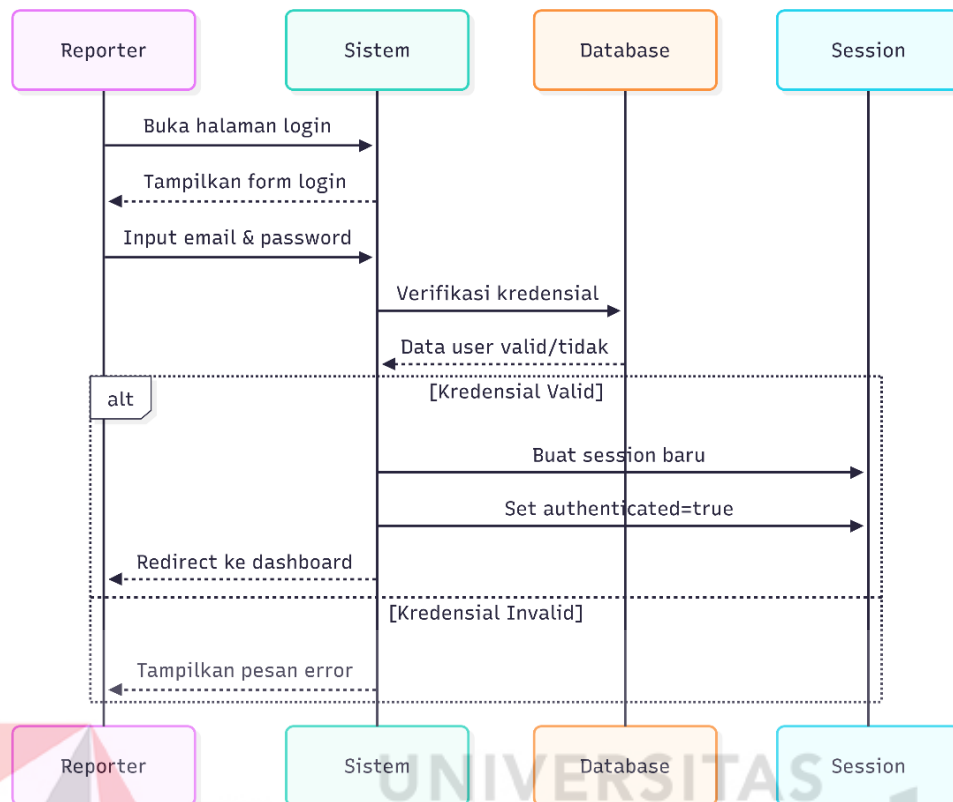 Reporter
Sistem
Database
Session
Buka halaman login
Tampilkan form login
Input email & password
Verifikasi kredensial
Data user valid/tidak
alt
[Kredensial Valid]
Buat session baru
Set authenticated=true
Redirect ke dashboard
[Kredensial Invalid]
Tampilkan pesan error
Reporter
Sistem
Database
Session
UNIVERSITAS